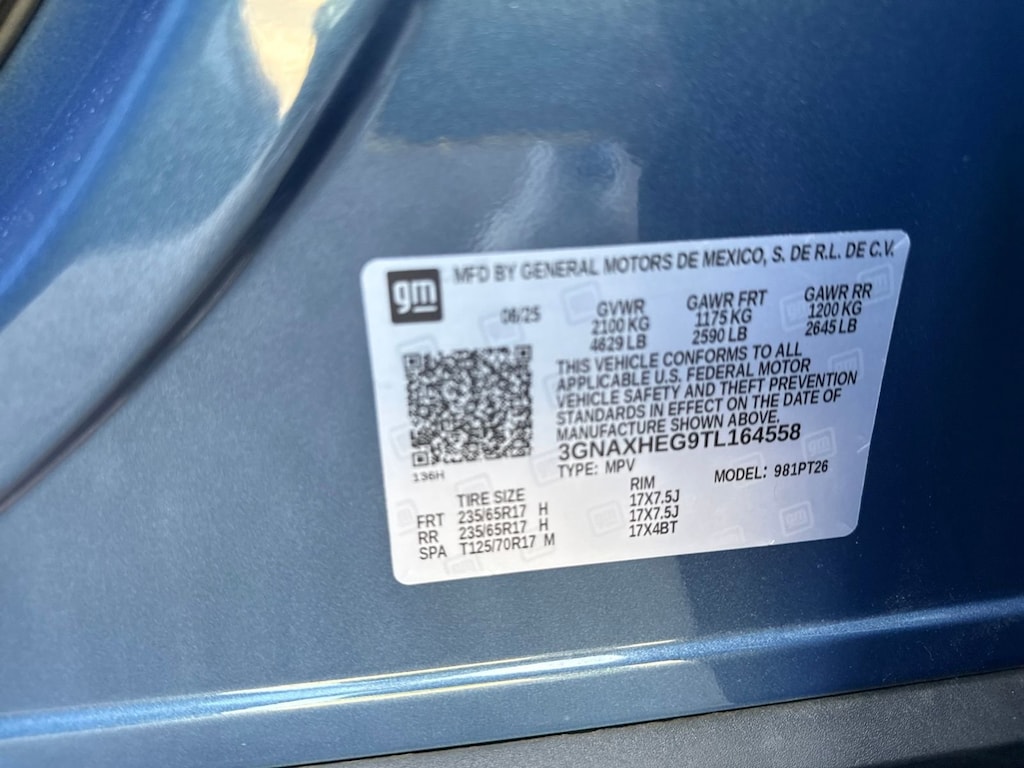 gm MFD BY GENERAL MOTORS DE MEXICO, S. DE R.L. DE C.V.
06/25 GVWR GAWR FRT GAWR RR
2100 KG 1175 KG 1200 KG
4629 LB 2590 LB 2645 LB
THIS VEHICLE CONFORMS TO ALL
APPLICABLE U.S. FEDERAL MOTOR
VEHICLE SAFETY AND THEFT PREVENTION
STANDARDS IN EFFECT ON THE DATE OF
MANUFACTURE SHOWN ABOVE.
3GNAXHEG9TL164558
136H TYPE: MPV MODEL: 981PT26
TIRE SIZE RIM
FRT 235/65R17 H 17X7.5J
RR 235/65R17 H 17X7.5J
SPA T125/70R17 M 17X4BT